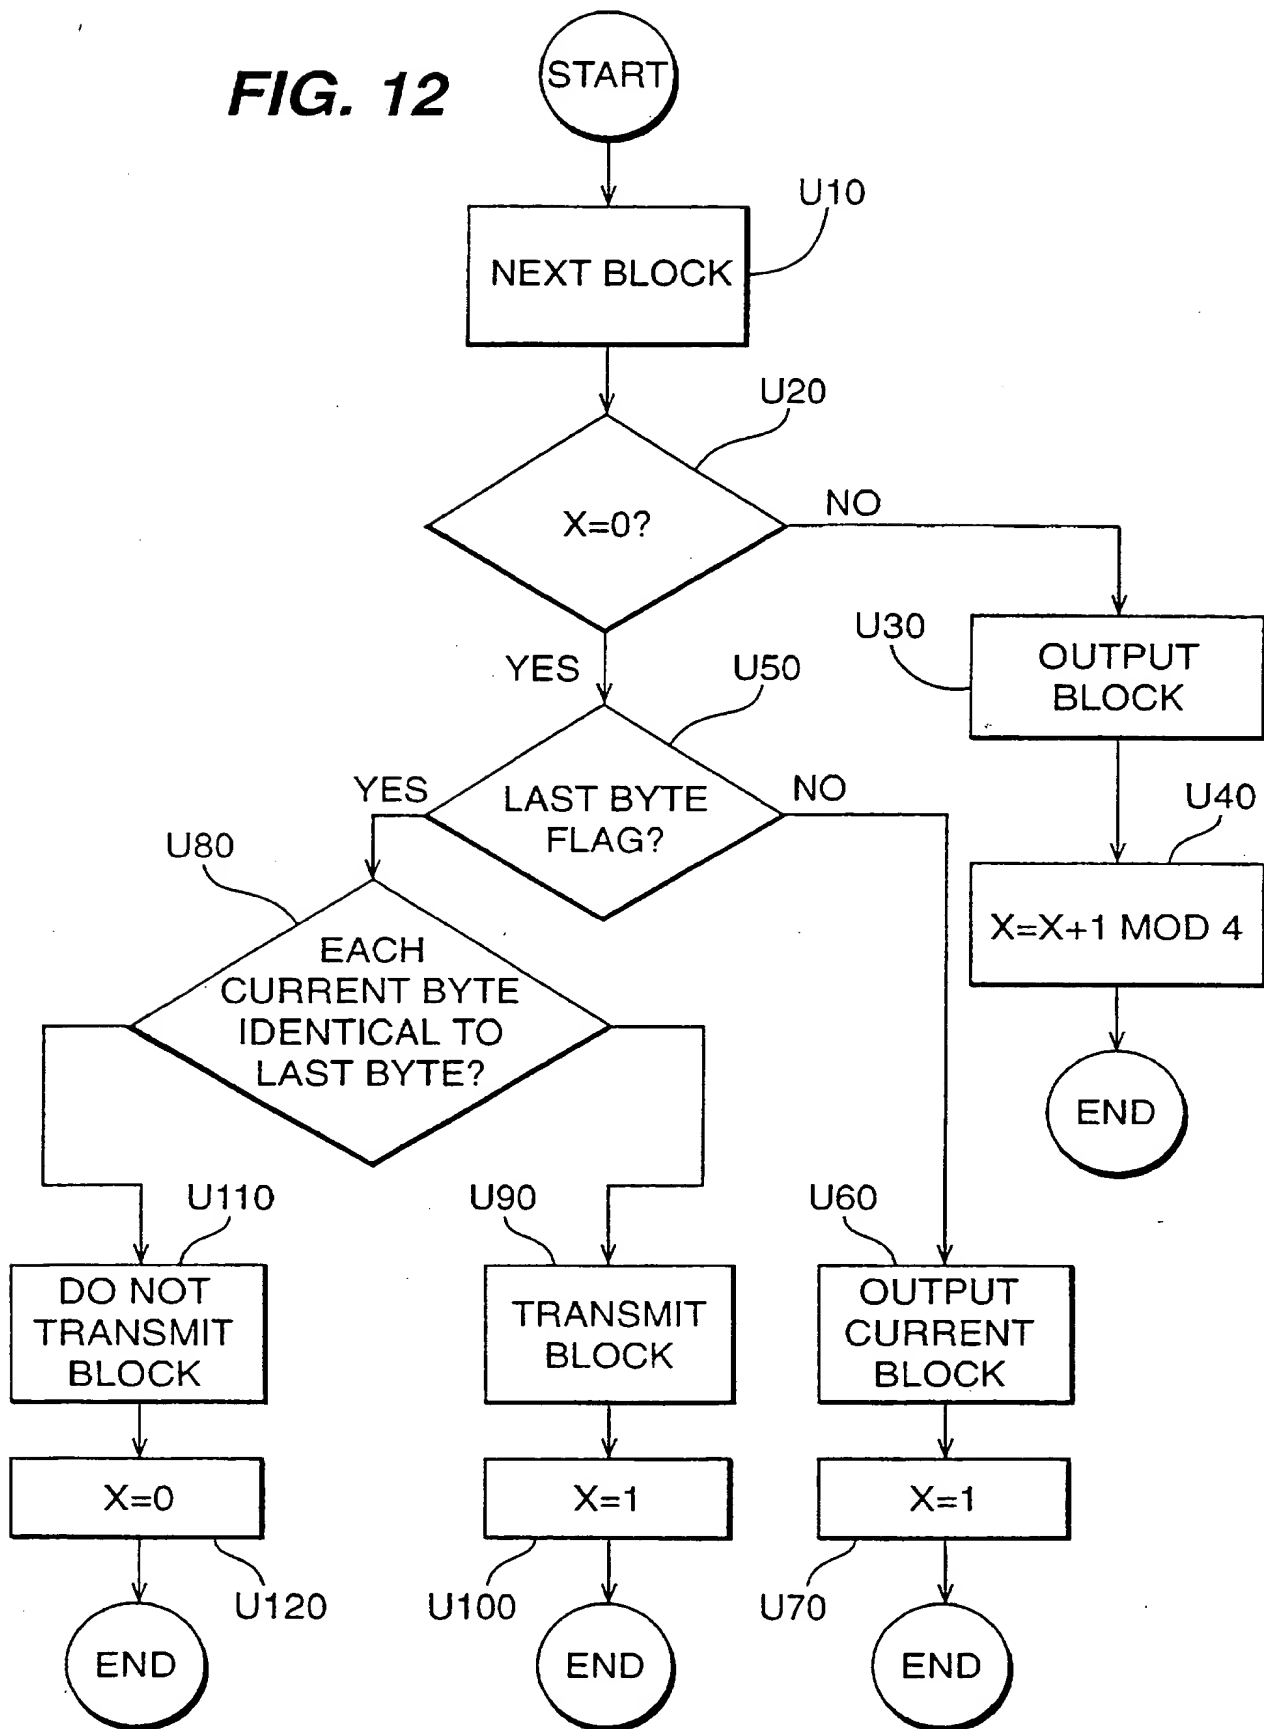 FIG. 12
START
U10
NEXT BLOCK
U20
X=0?
NO
YES
U30
OUTPUT
BLOCK
U50
LAST BYTE
FLAG?
YES
NO
U40
X=X+1 MOD 4
END
U80
EACH
CURRENT BYTE
IDENTICAL TO
LAST BYTE?
U110
DO NOT
TRANSMIT
BLOCK
U90
TRANSMIT
BLOCK
U60
OUTPUT
CURRENT
BLOCK
X=0
X=1
X=1
U120
U100
U70
END
END
END